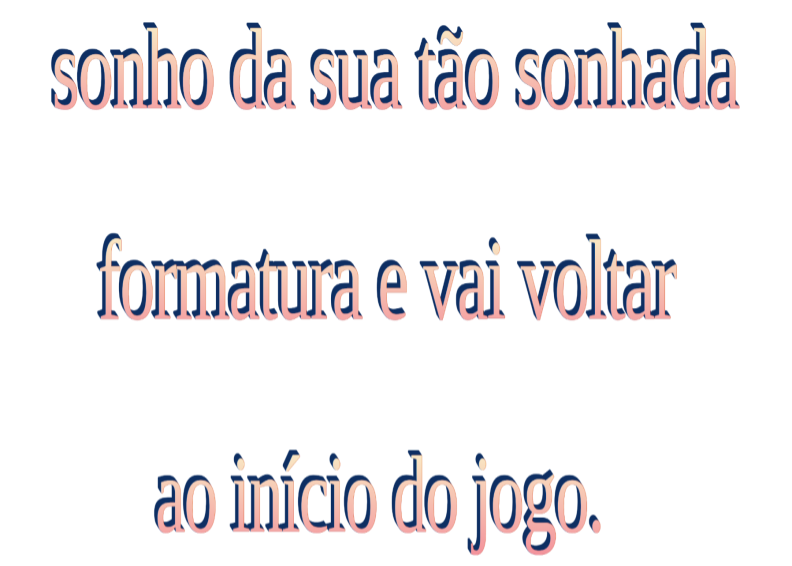 sonho da sua tão sonhada
formatura e vai voltar
ao início do jogo.